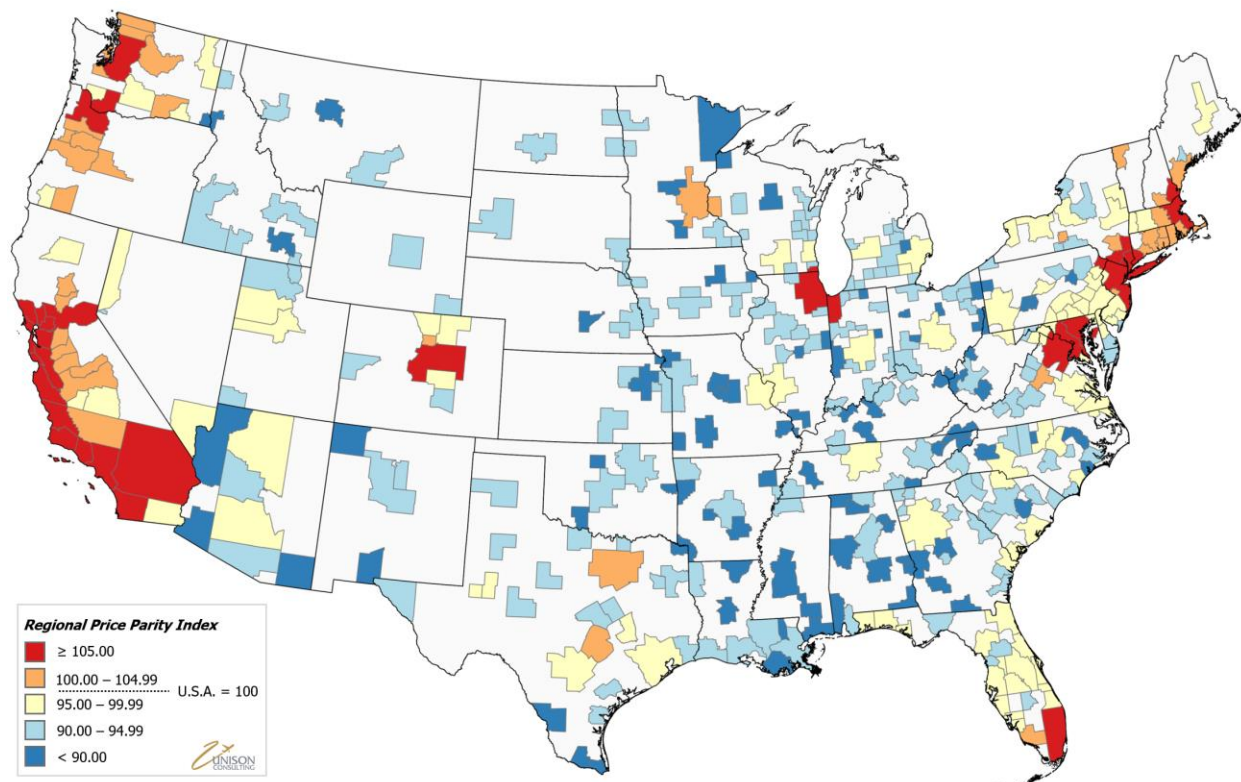 Regional Price Parity Index
≥ 105.00
100.00 – 104.99
U.S.A. = 100
95.00 – 99.99
90.00 – 94.99
< 90.00
UNISON
CONSULTING